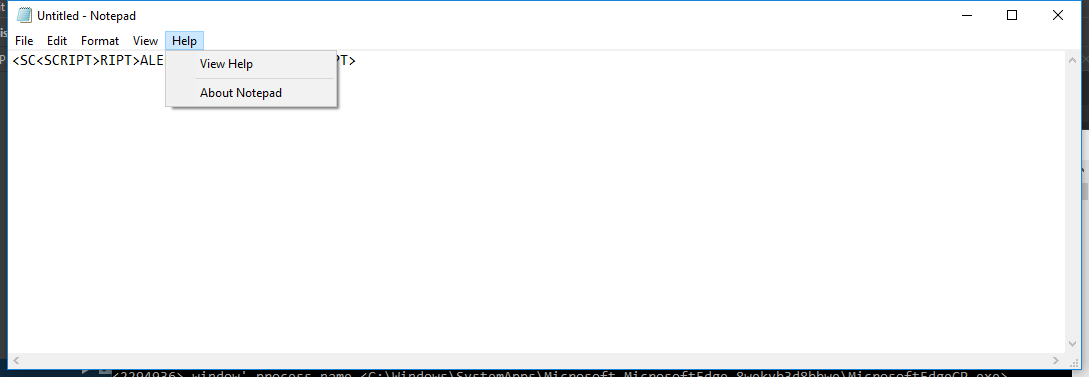 Untitled - Notepad
File Edit Format View Help
<SC<SCRIPT>RIPT>ALE PT>
View Help
About Notepad
<2294936> window' process name <C:\Windows\SystemApps\Microsoft.MicrosoftEdge_8wekyb3d8bbwe\MicrosoftEdgeCP.exe>